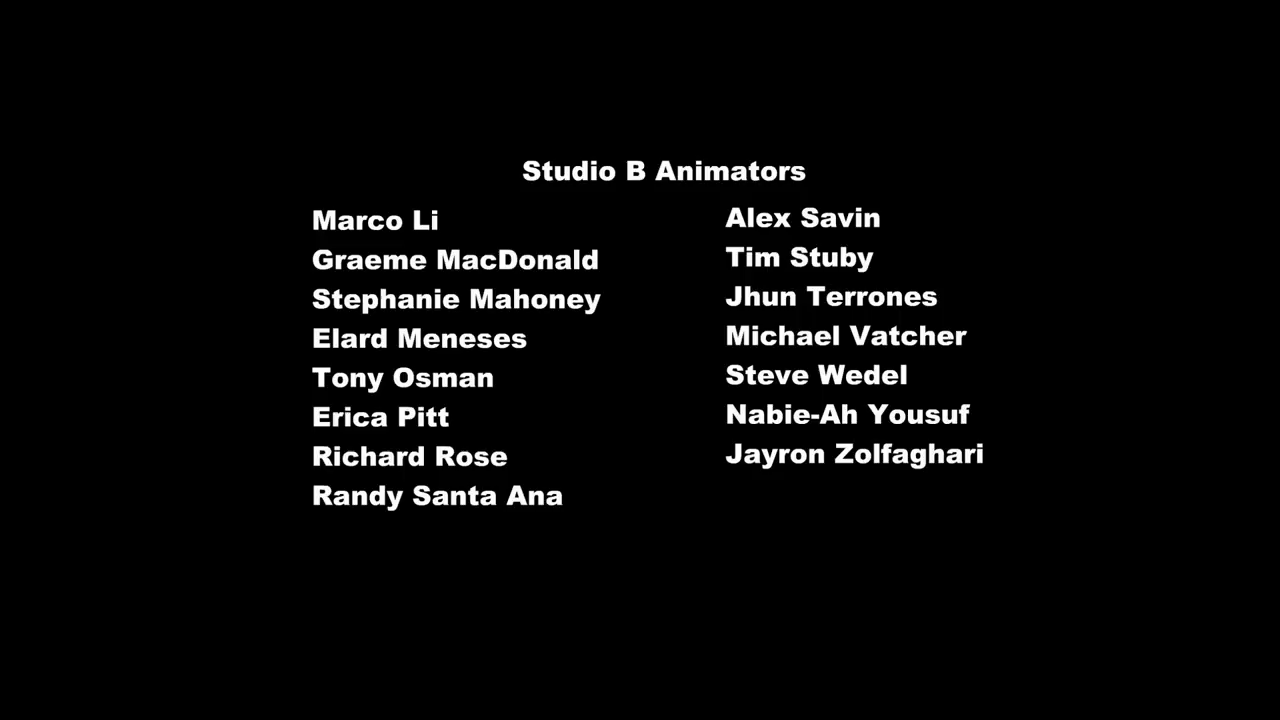 Studio B Animators
Marco Li
Graeme MacDonald
Stephanie Mahoney
Elard Meneses
Tony Osman
Erica Pitt
Richard Rose
Randy Santa Ana
Alex Savin
Tim Stuby
Jhun Terrones
Michael Vatcher
Steve Wedel
Nabie-Ah Yousuf
Jayron Zolfaghari